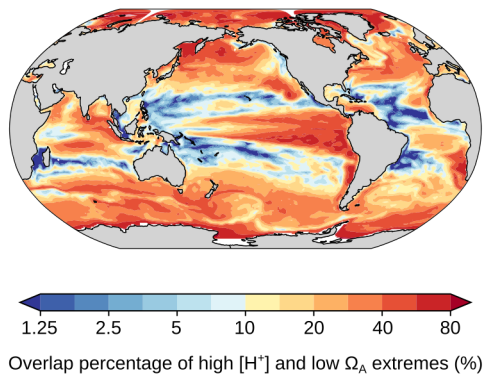 1.25 2.5 5 10 20 40 80
Overlap percentage of high [H⁺] and low Ω_A extremes (%)